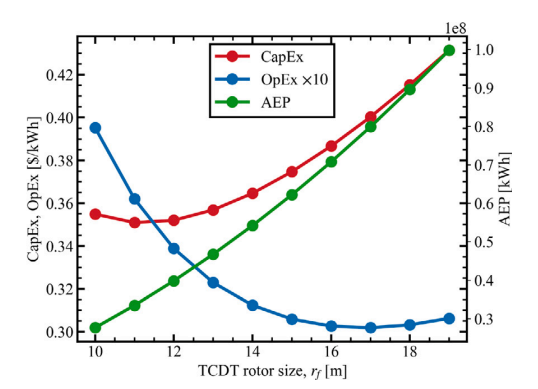 1e8
CapEx
OpEx ×10
AEP
0.42
0.40
0.38
0.36
0.34
0.32
0.30
CapEx, OpEx [$/kWh]
1.0
0.9
0.8
0.7
0.6
0.5
0.4
0.3
AEP [kWh]
10 12 14 16 18
TCDT rotor size, r_f [m]